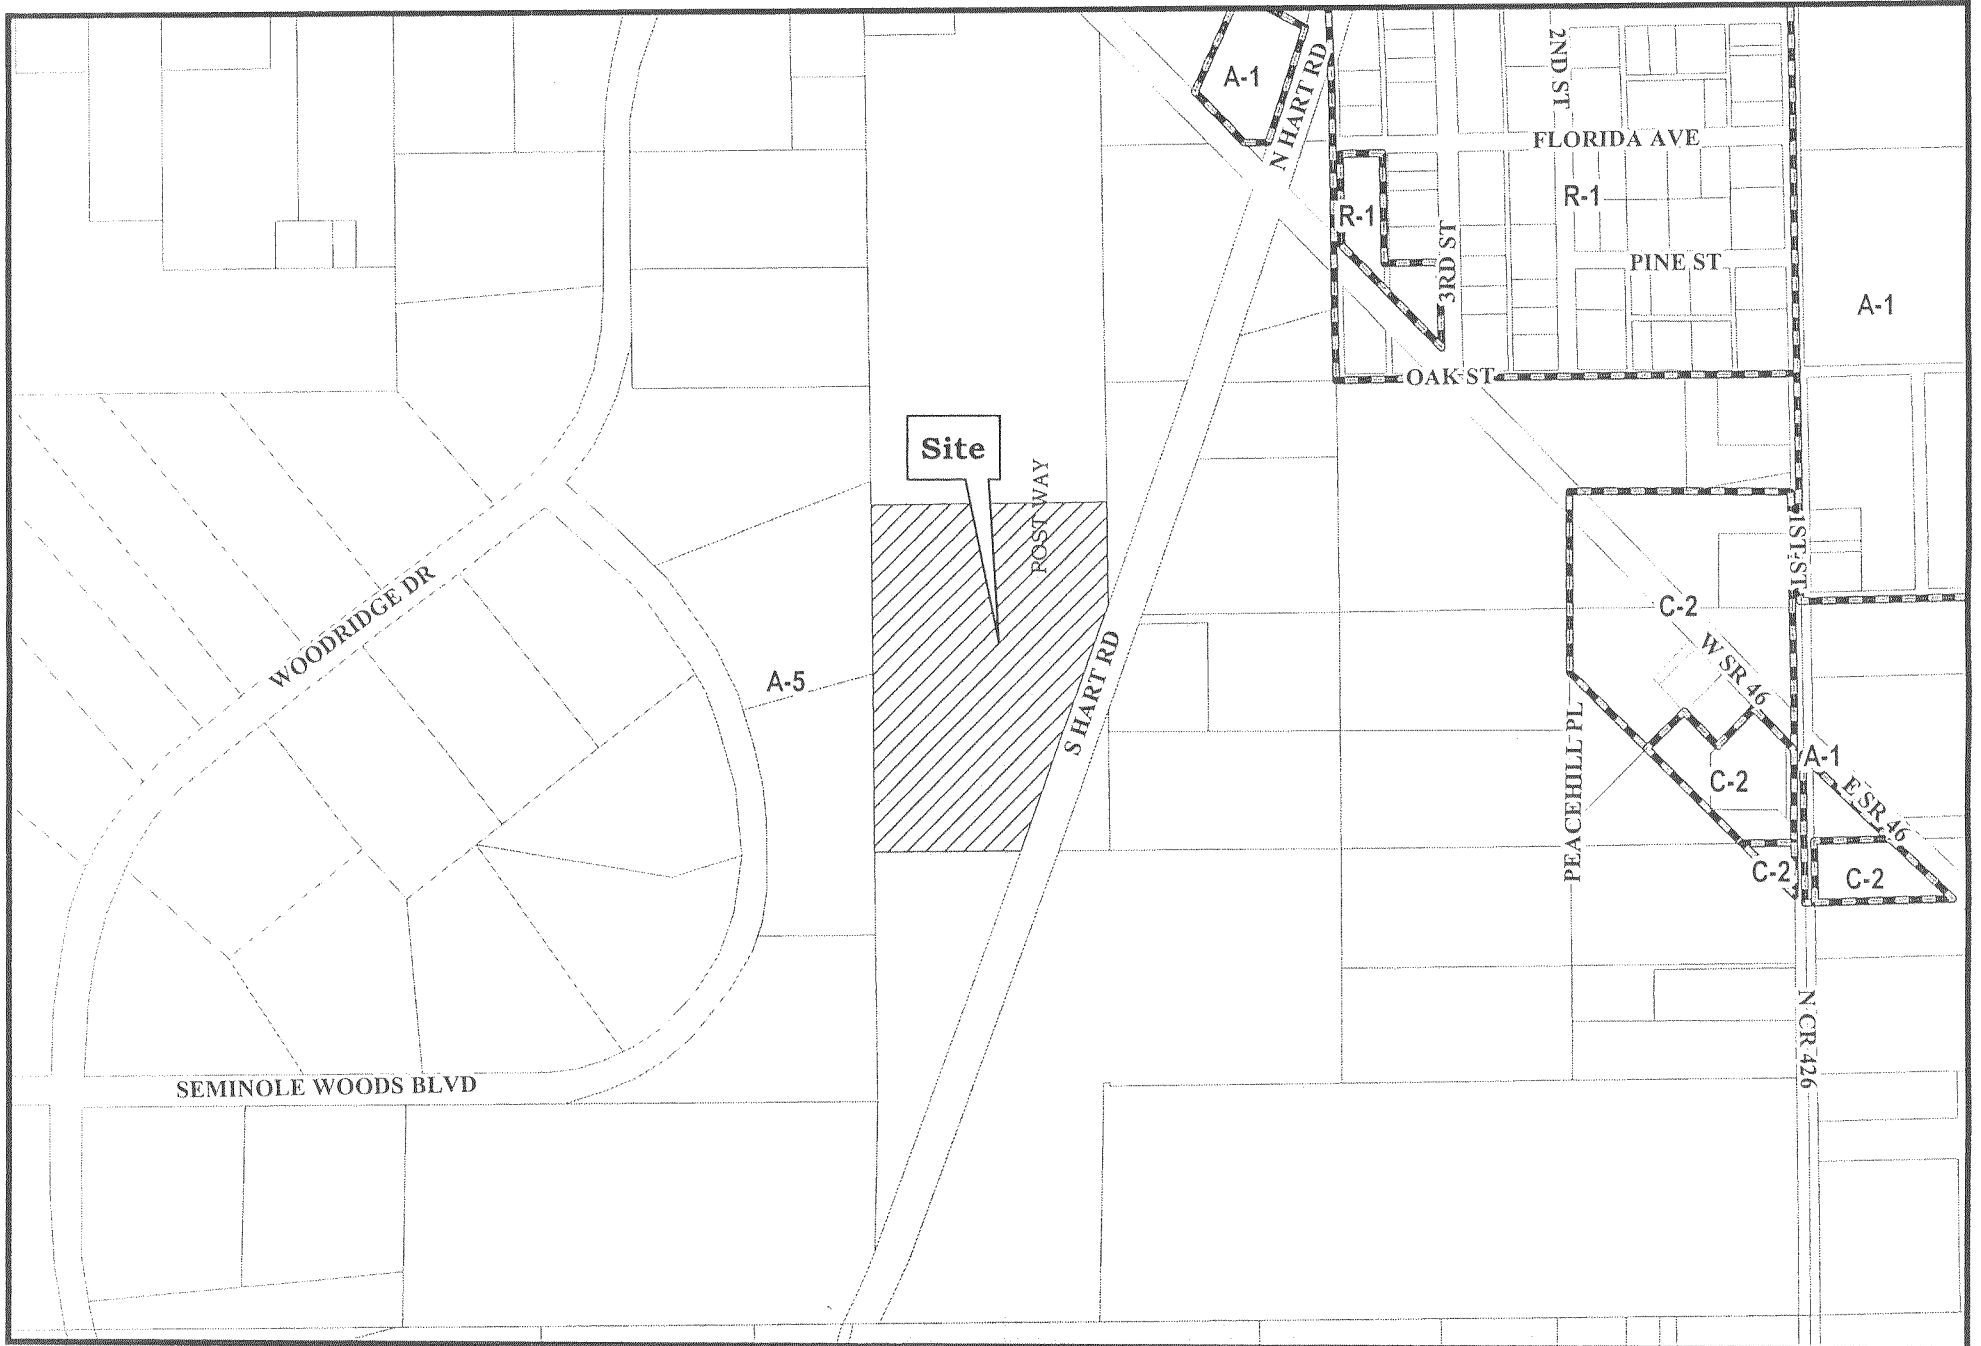 A-1
N HART RD
2ND ST
FLORIDA AVE
R-1
R-1
3RD ST
PINE ST
A-1
OAK ST
Site
POST WAY
1ST ST
WOODRIDGE DR
C-2
A-5
W SR 46
S HART RD
PEACEHILL PL
A-1
C-2
E SR 46
C-2
C-2
N CR 426
SEMINOLE WOODS BLVD